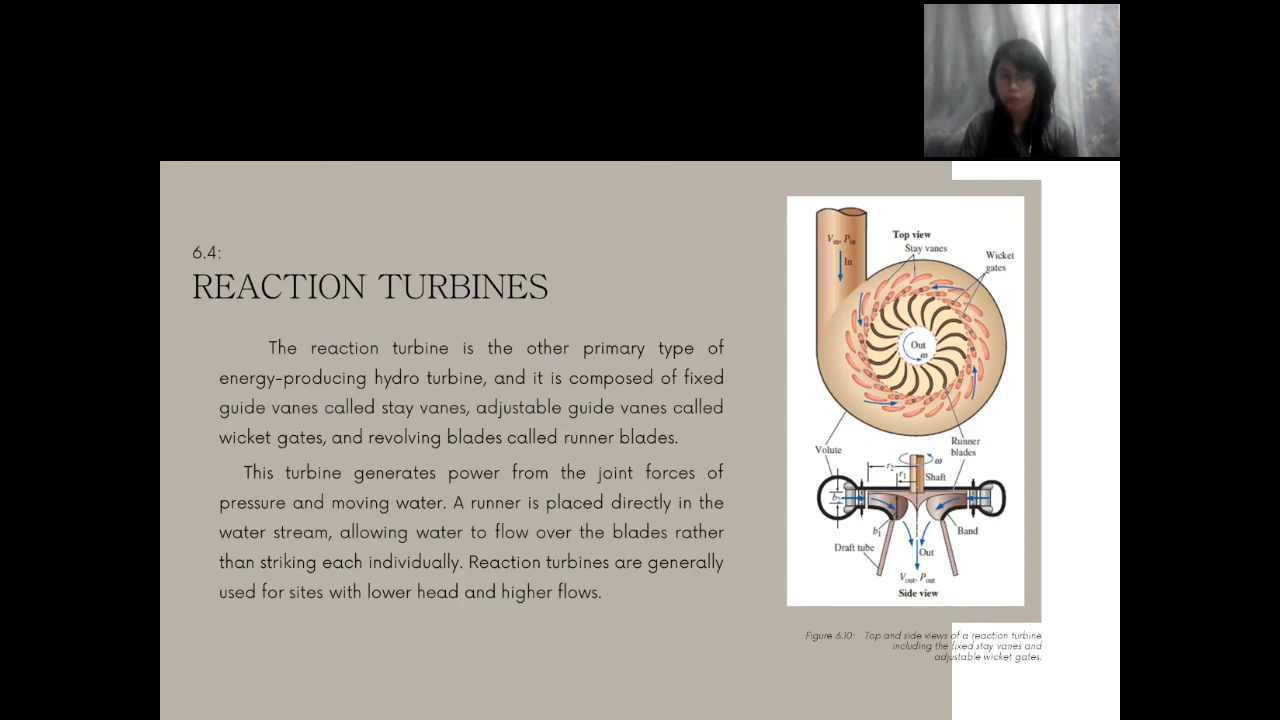 6.4:
REACTION TURBINES
The reaction turbine is the other primary type of
energy-producing hydro turbine, and it is composed of fixed
guide vanes called stay vanes, adjustable guide vanes called
wicket gates, and revolving blades called runner blades.
This turbine generates power from the joint forces of
pressure and moving water. A runner is placed directly in the
water stream, allowing water to flow over the blades rather
than striking each individually. Reaction turbines are generally
used for sites with lower head and higher flows.
Top view
Stay vanes
Wicket
gates
In
Out
ω
Volute
Runner
blades
ω
r2
r1
Shaft
b2
b1
Band
Draft tube
Out
Vout, Pout
Side view
Figure 6.10: Top and side views of a reaction turbine
including the fixed stay vanes and
adjustable wicket gates.